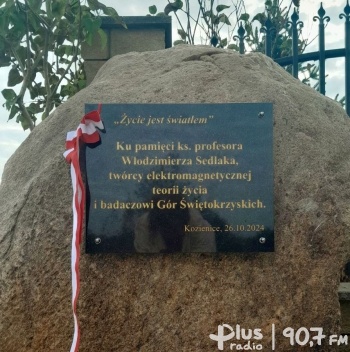 „Życie jest światłem"
Ku pamięci ks. profesora
Włodzimierza Sedlaka,
twórcy elektromagnetycznej
teorii życia
i badaczowi Gór Świętokrzyskich.
Kozienice, 26.10.2024
Plus radio | 90,7 FM